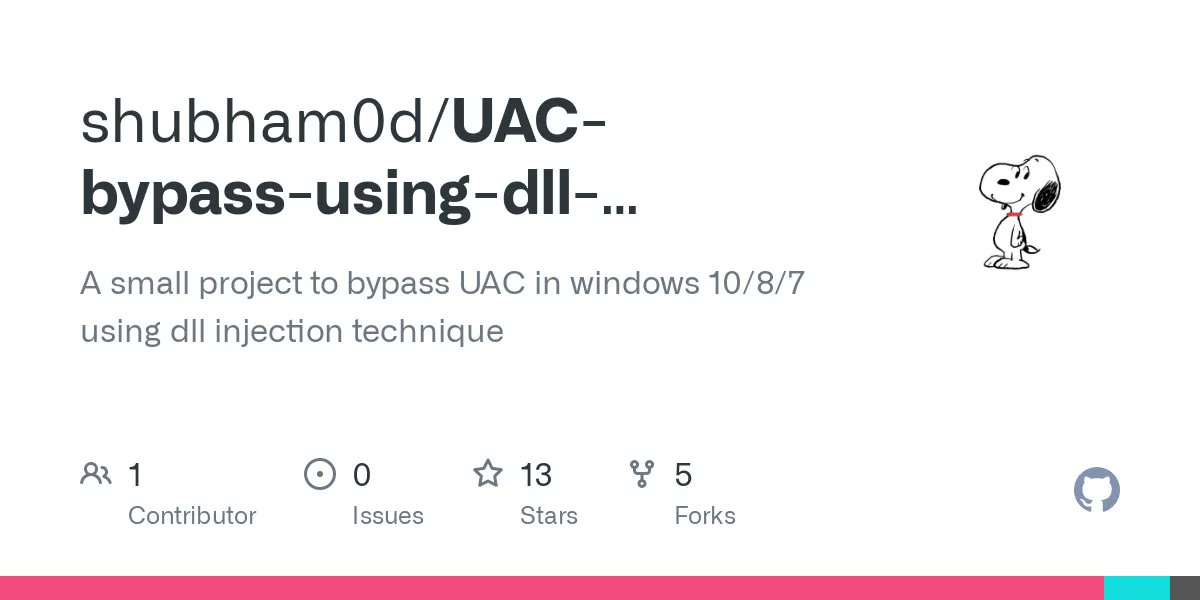 shubham0d/UAC-
bypass-using-dll-...
A small project to bypass UAC in windows 10/8/7
using dll injection technique
1 0 13 5
Contributor Issues Stars Forks